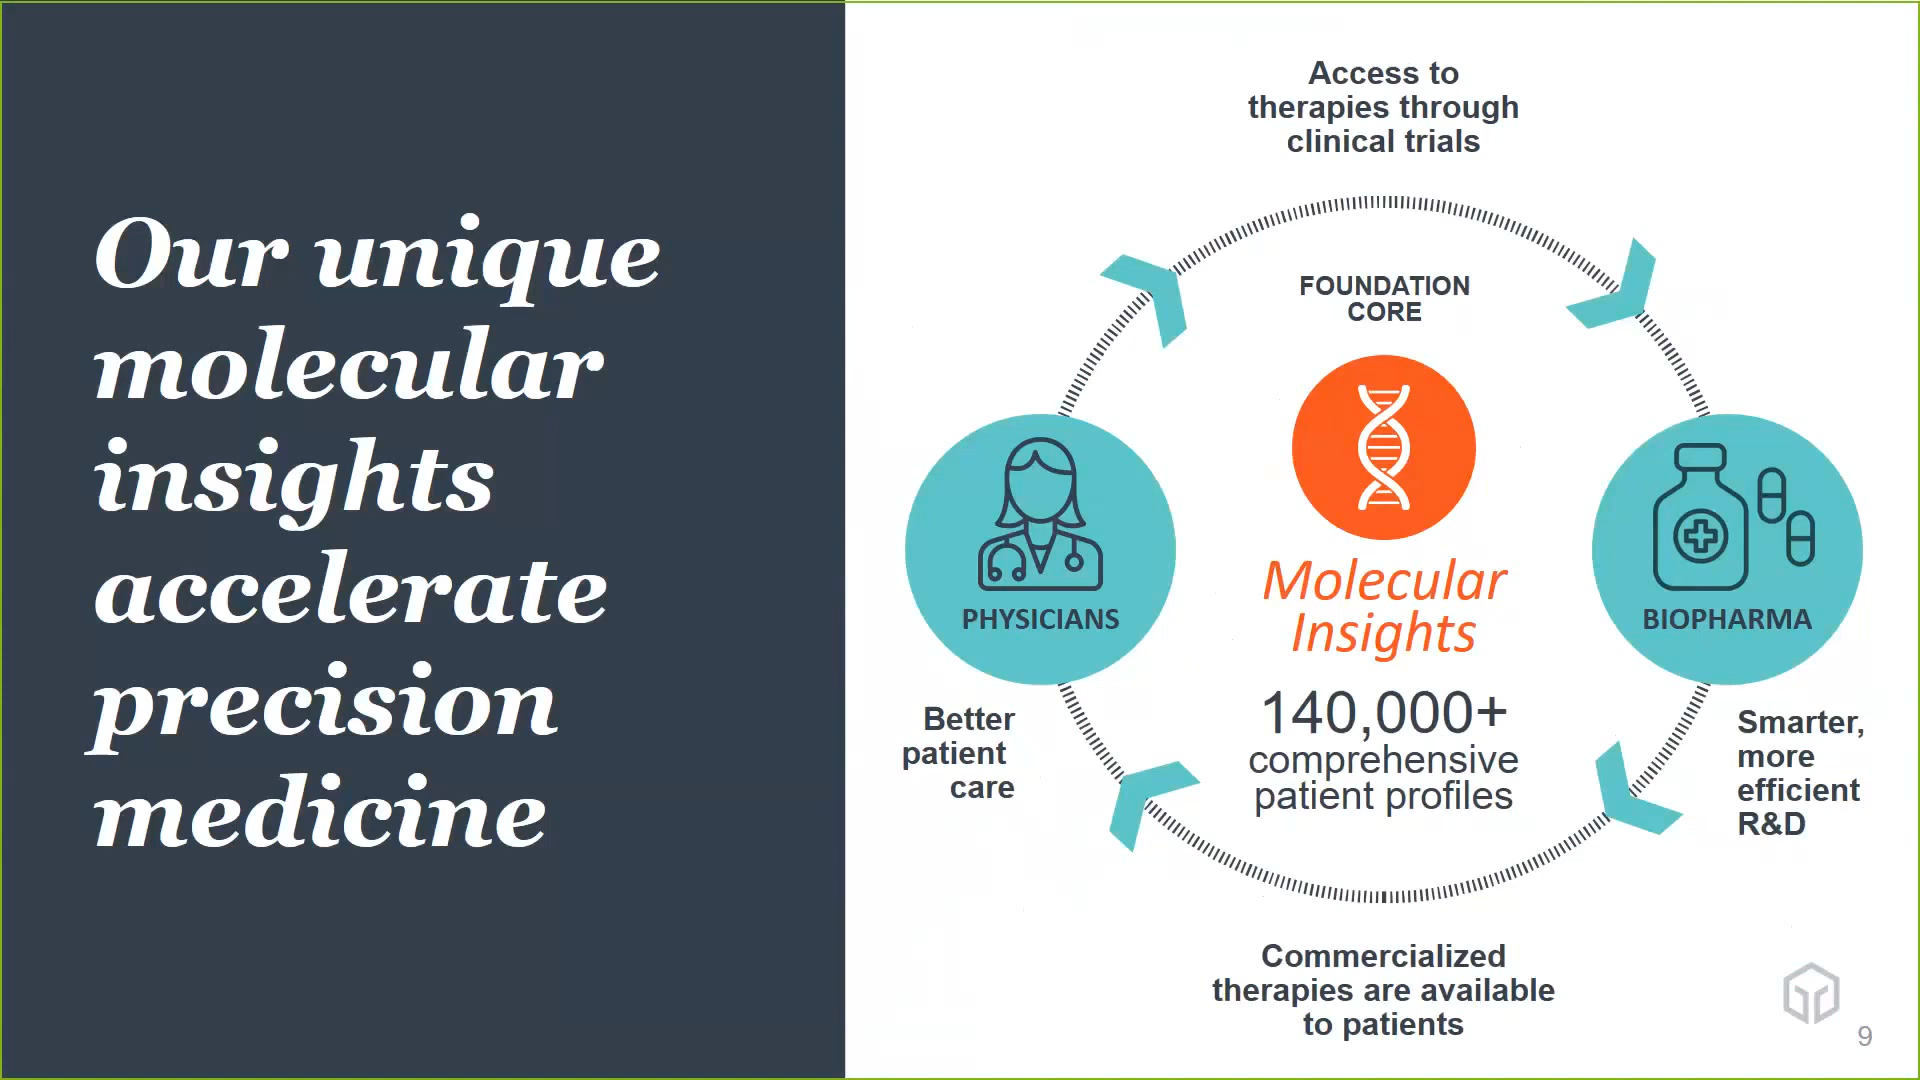 Our unique
molecular
insights
accelerate
precision
medicine
Access to
therapies through
clinical trials
FOUNDATION
CORE
Molecular
Insights
140,000+
comprehensive
patient profiles
PHYSICIANS
BIOPHARMA
Better
patient
care
Smarter,
more
efficient
R&D
Commercialized
therapies are available
to patients
9